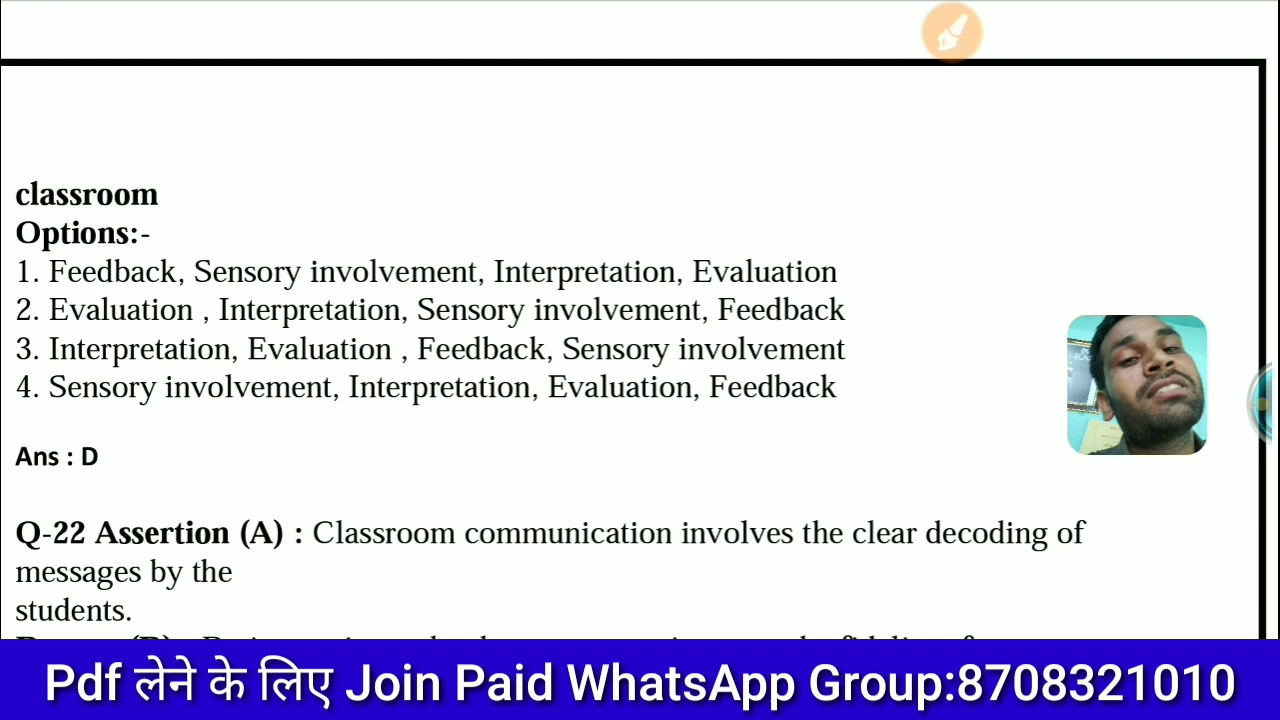 classroom
Options:-
1. Feedback, Sensory involvement, Interpretation, Evaluation
2. Evaluation , Interpretation, Sensory involvement, Feedback
3. Interpretation, Evaluation , Feedback, Sensory involvement
4. Sensory involvement, Interpretation, Evaluation, Feedback
Ans : D
Q-22 Assertion (A) : Classroom communication involves the clear decoding of
messages by the
students.
Pdf लेने के लिए Join Paid WhatsApp Group:8708321010